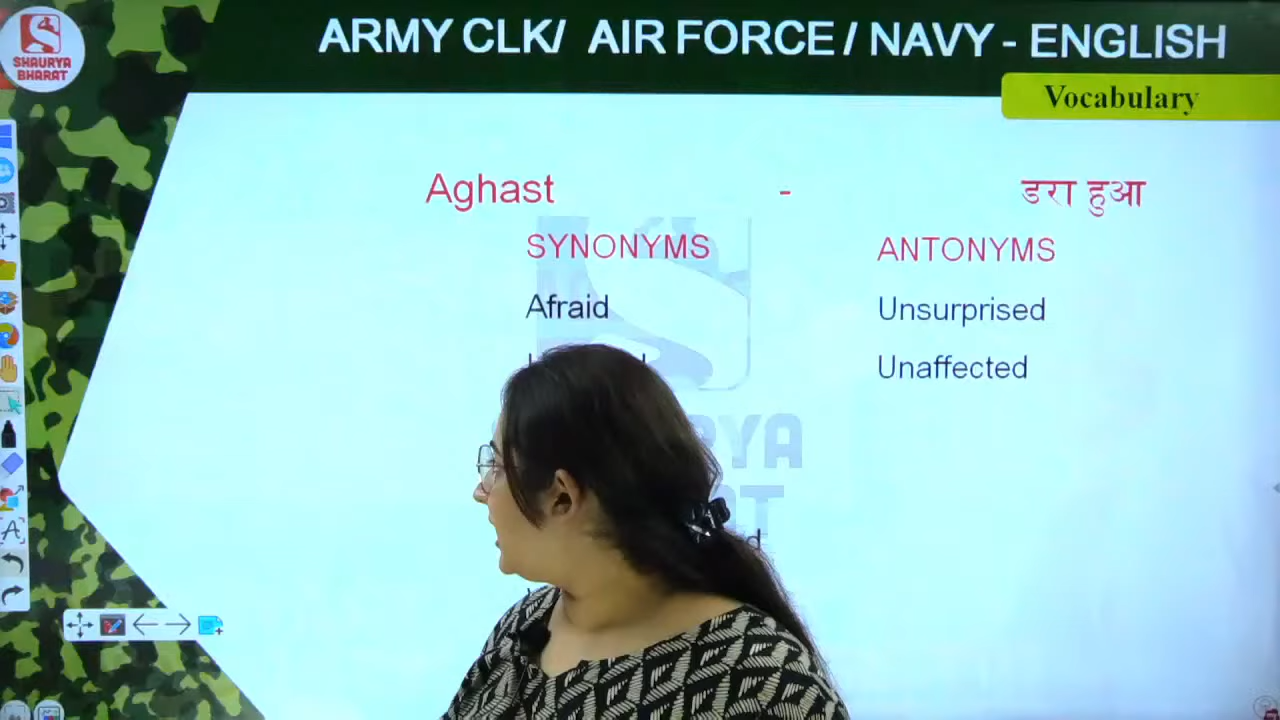 SHAURYA
BHARAT
ARMY CLK/ AIR FORCE / NAVY - ENGLISH
Vocabulary
Aghast - डरा हुआ
SYNONYMS ANTONYMS
Afraid Unsurprised
Unaffected